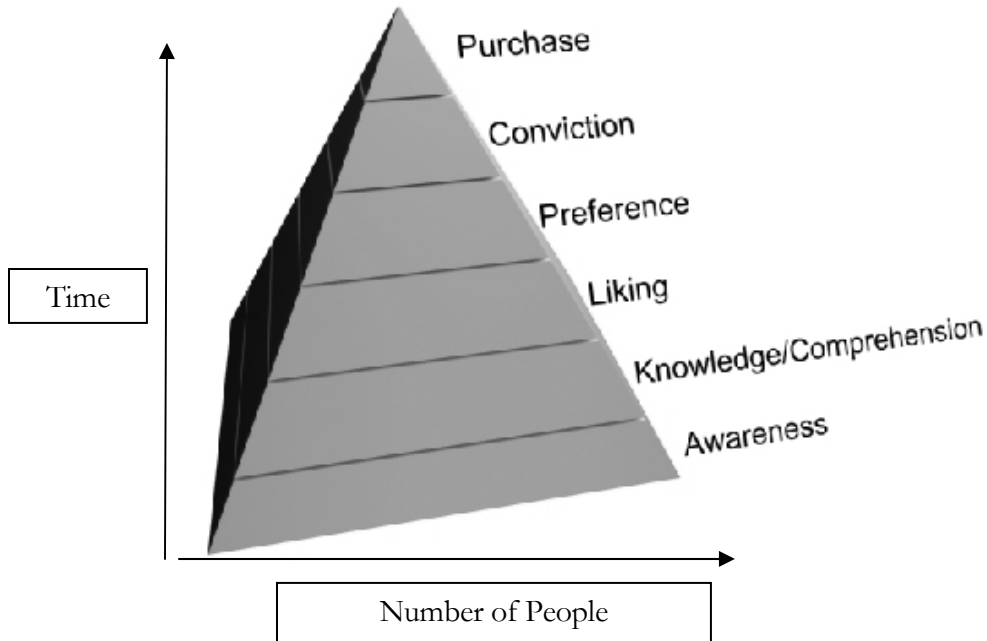 Purchase
Conviction
Preference
Liking
Time
Knowledge/Comprehension
Awareness
Number of People